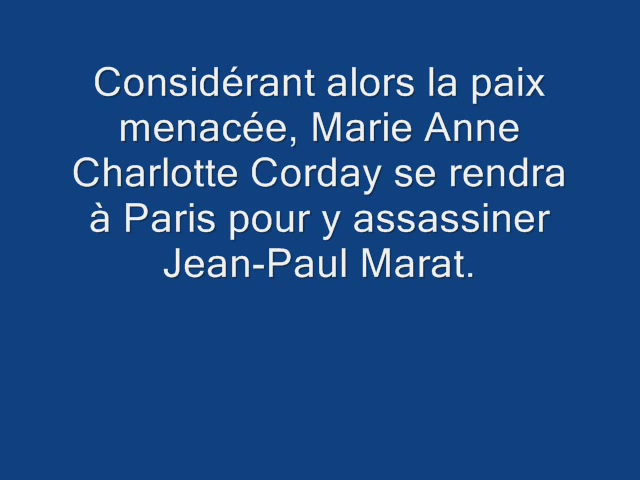 Considérant alors la paix
menacée, Marie Anne
Charlotte Corday se rendra
à Paris pour y assassiner
Jean-Paul Marat.